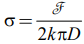 σ = ℱ / 2kπD